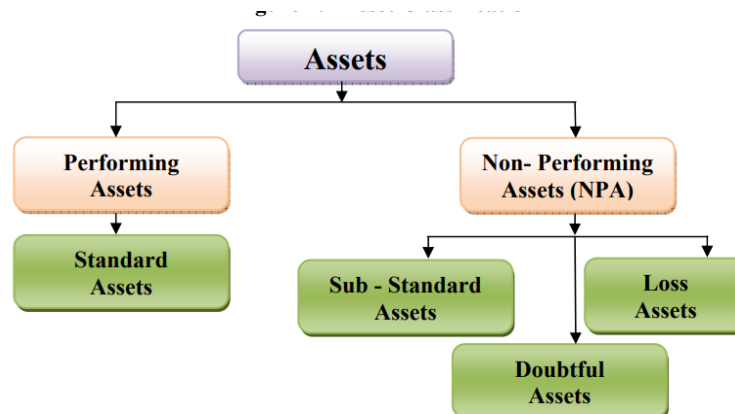 Assets
Performing
Assets
Non- Performing
Assets (NPA)
Standard
Assets
Sub - Standard
Assets
Loss
Assets
Doubtful
Assets